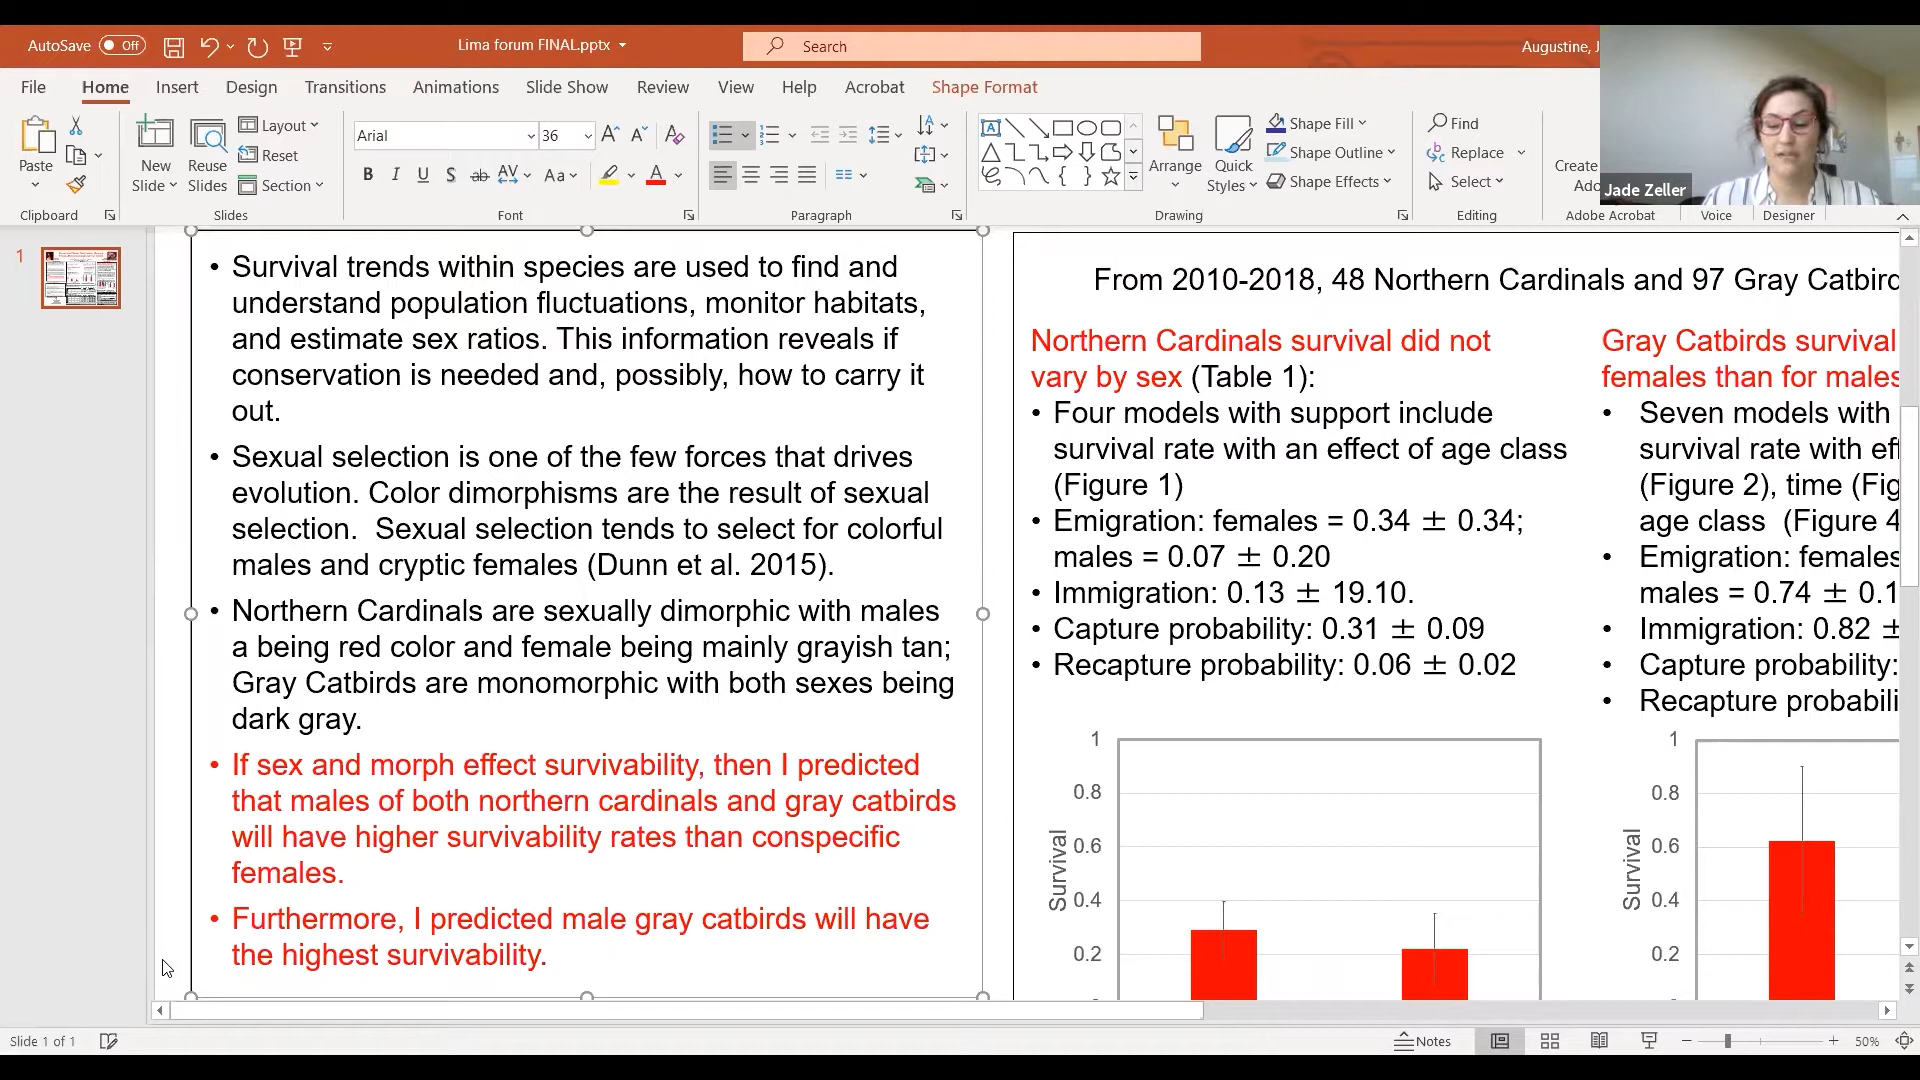 AutoSave Off
Lima forum FINAL.pptx
Search
Augustine, J
File Home Insert Design Transitions Animations Slide Show Review View Help Acrobat Shape Format
Paste
New
Slide
Reuse
Slides
Layout
Reset
Section
Arial
36
B I U S ab AV Aa A
Arrange
Quick
Styles
Shape Fill
Shape Outline
Shape Effects
Find
Replace
Select
Create
Ado
Jade Zeller
Clipboard
Slides
Font
Paragraph
Drawing
Editing
Adobe Acrobat
Voice
Designer
1
• Survival trends within species are used to find and
understand population fluctuations, monitor habitats,
and estimate sex ratios. This information reveals if
conservation is needed and, possibly, how to carry it
out.
• Sexual selection is one of the few forces that drives
evolution. Color dimorphisms are the result of sexual
selection.  Sexual selection tends to select for colorful
males and cryptic females (Dunn et al. 2015).
• Northern Cardinals are sexually dimorphic with males
a being red color and female being mainly grayish tan;
Gray Catbirds are monomorphic with both sexes being
dark gray.
• If sex and morph effect survivability, then I predicted
that males of both northern cardinals and gray catbirds
will have higher survivability rates than conspecific
females.
• Furthermore, I predicted male gray catbirds will have
the highest survivability.
From 2010-2018, 48 Northern Cardinals and 97 Gray Catbird
Northern Cardinals survival did not
vary by sex (Table 1):
• Four models with support include
survival rate with an effect of age class
(Figure 1)
• Emigration: females = 0.34 ± 0.34;
males = 0.07 ± 0.20
• Immigration: 0.13 ± 19.10.
• Capture probability: 0.31 ± 0.09
• Recapture probability: 0.06 ± 0.02
Gray Catbirds survival
females than for males
• Seven models with
survival rate with eff
(Figure 2), time (Fig
age class  (Figure 4
• Emigration: females
males = 0.74 ± 0.1
• Immigration: 0.82 ±
• Capture probability:
• Recapture probabili
1
0.8
0.6
0.4
0.2
Survival
1
0.8
0.6
0.4
0.2
Survival
Slide 1 of 1
Notes
50%